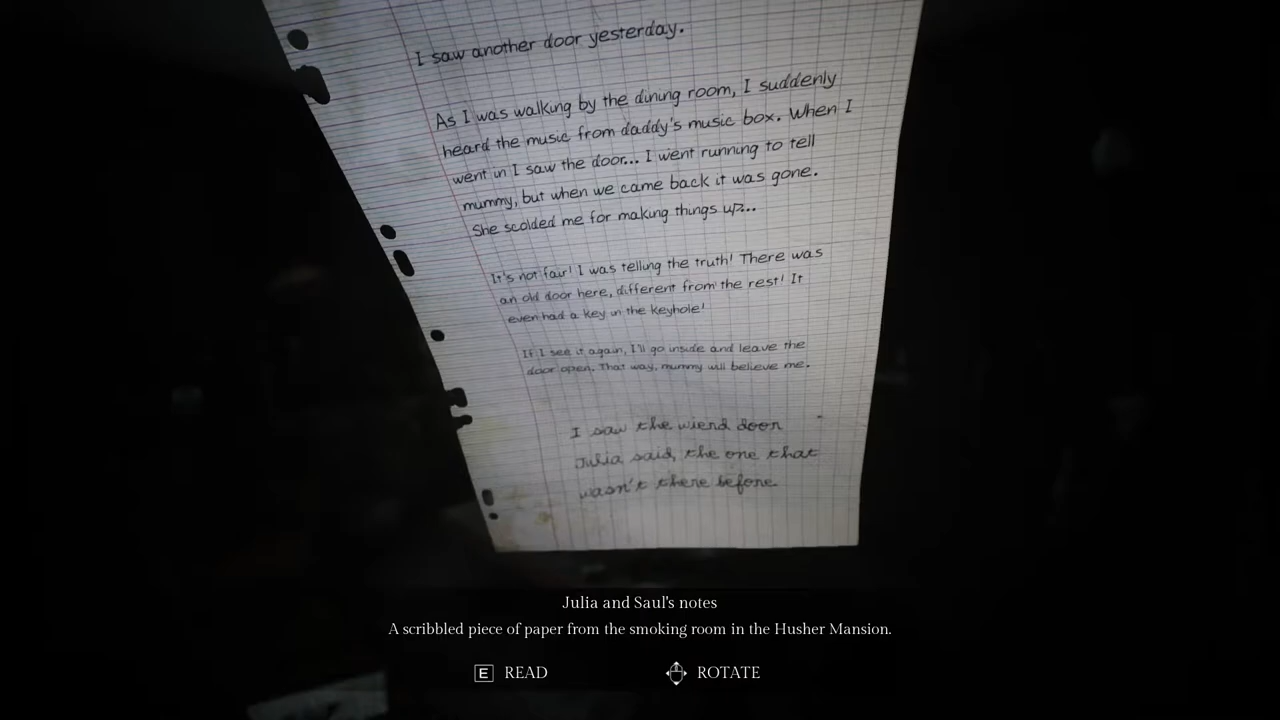 I saw another door yesterday.
As I was walking by the dining room, I suddenly
heard the music from daddy's music box. When I
went in I saw the door... I went running to tell
mummy, but when we came back it was gone.
She scolded me for making things up...
It's not fair! I was telling the truth! There was
an old door here, different from the rest! It
even had a key in the keyhole!
If I see it again, I'll go inside and leave the
door open. That way, mummy will believe me.
I saw the wierd door
Julia said, the one that
wasn't there before.
Julia and Saul's notes
A scribbled piece of paper from the smoking room in the Husher Mansion.
E READ
ROTATE